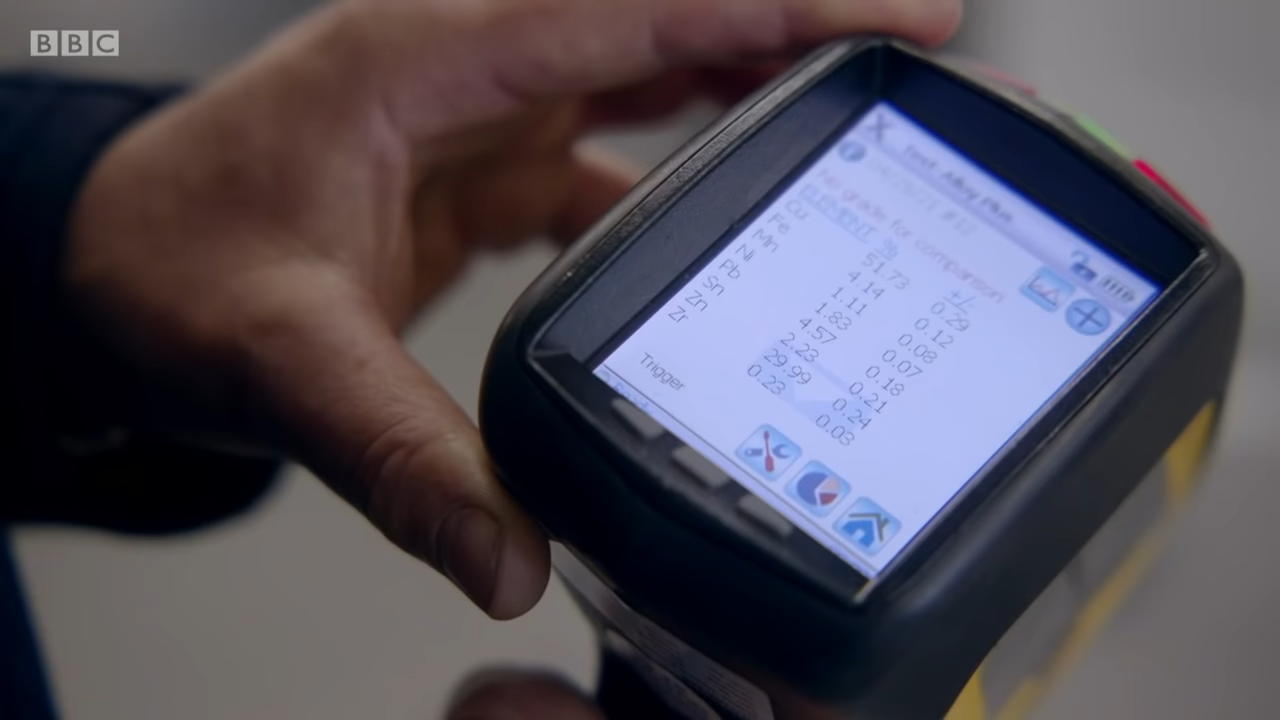 BBC
Test: Alloy Plus
No grade for comparison
ELEMENT % +/-
Cu 51.73 0.29
Fe 4.14 0.12
Mn 1.11 0.08
Ni 1.83 0.07
Pb 4.57 0.18
Sn 2.23 0.21
Zn 29.99 0.24
Zr 0.23 0.03
Trigger